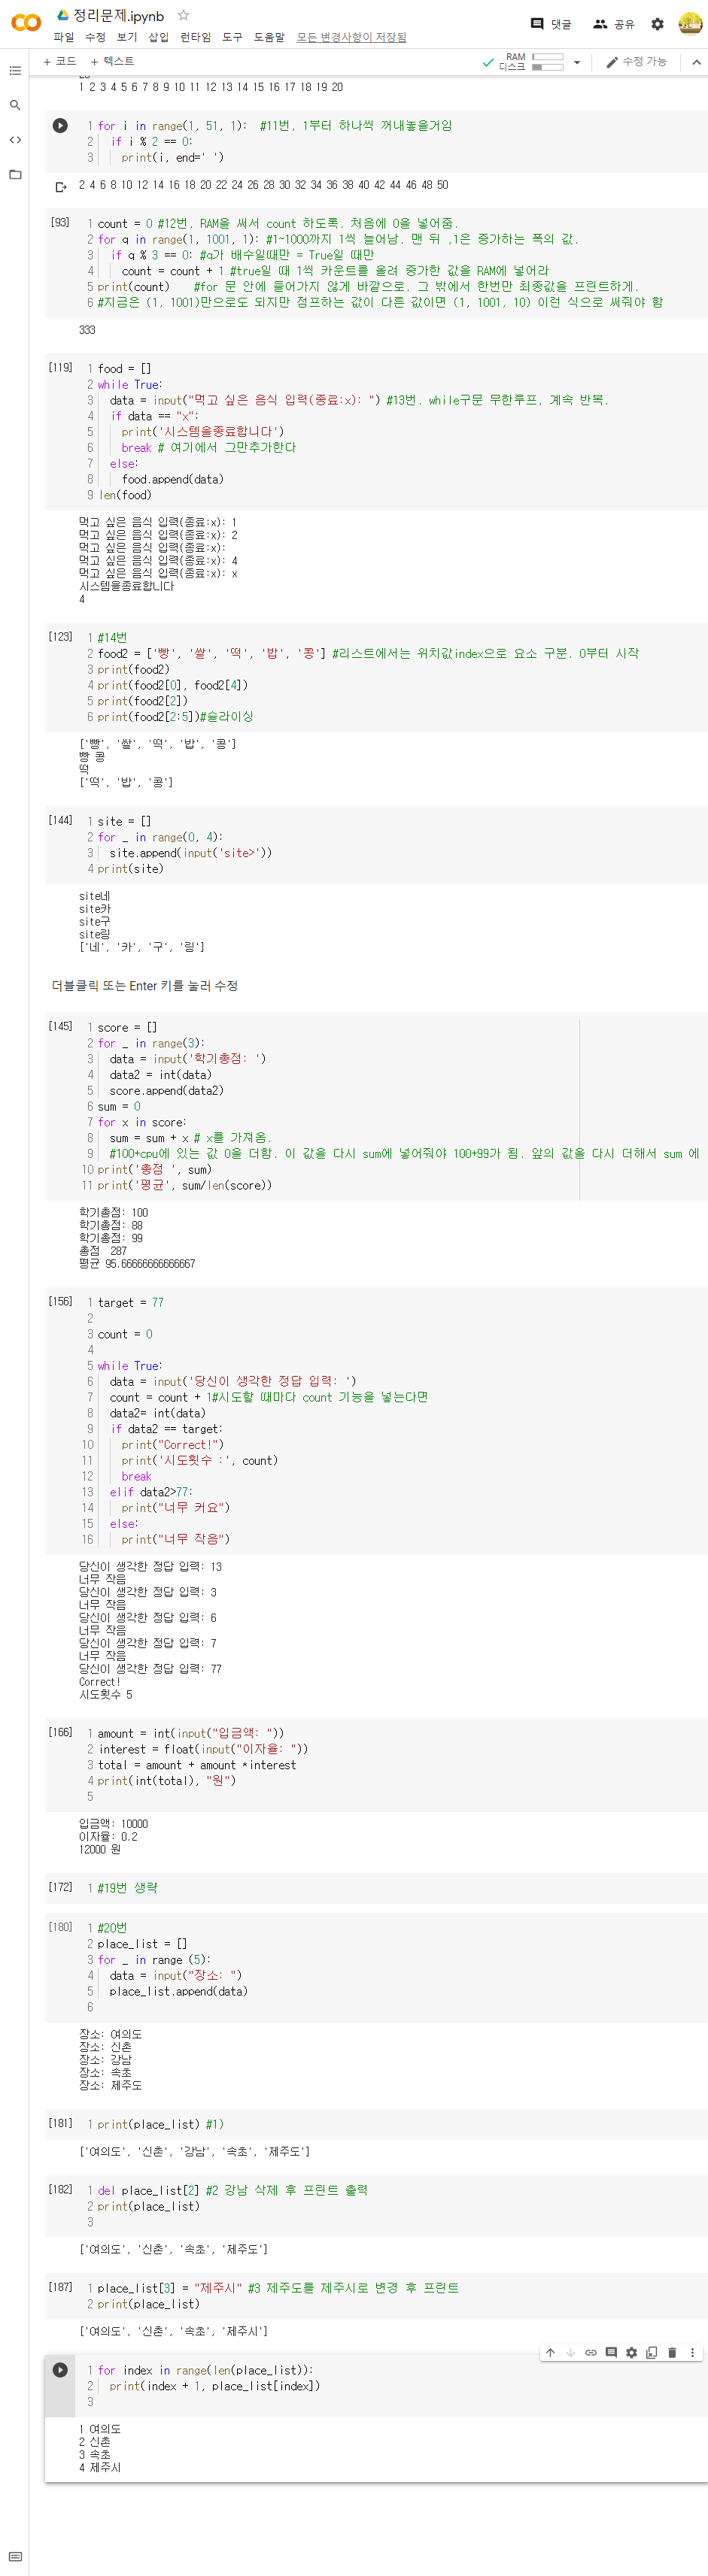 정리문제.ipynb
파일 수정 보기 삽입 런타임 도구 도움말 모든 변경사항이 저장됨
댓글 공유
+ 코드 + 텍스트
RAM
디스크
수정 가능
1 2 3 4 5 6 7 8 9 10 11 12 13 14 15 16 17 18 19 20
1 for i in range(1, 51, 1): #11번, 1부터 하나씩 꺼내놓을거임
2 if i % 2 == 0:
3 print(i, end=' ')
2 4 6 8 10 12 14 16 18 20 22 24 26 28 30 32 34 36 38 40 42 44 46 48 50
[93] 1 count = 0 #12번, RAM을 써서 count 하도록. 처음에 0을 넣어줌.
2 for q in range(1, 1001, 1): #1~1000까지 1씩 늘어남. 맨 뒤 ,1은 증가하는 폭의 값.
3 if q % 3 == 0: #q가 배수일때만 = True일 때만
4 count = count + 1 #true일 때 1씩 카운트를 올려 증가한 값을 RAM에 넣어라
5 print(count) #for 문 안에 들어가지 않게 바깥으로. 그 밖에서 한번만 최종값을 프린트하게.
6 #지금은 (1, 1001)만으로도 되지만 점프하는 값이 다른 값이면 (1, 1001, 10) 이런 식으로 써줘야 함
333
[119] 1 food = []
2 while True:
3 data = input("먹고 싶은 음식 입력(종료:x): ") #13번. while구문 무한루프, 계속 반복.
4 if data == "x":
5 print('시스템을종료합니다')
6 break # 여기에서 그만추가한다
7 else:
8 food.append(data)
9 len(food)
먹고 싶은 음식 입력(종료:x): 1
먹고 싶은 음식 입력(종료:x): 2
먹고 싶은 음식 입력(종료:x):
먹고 싶은 음식 입력(종료:x): 4
먹고 싶은 음식 입력(종료:x): x
시스템을종료합니다
4
[123] 1 #14번
2 food2 = ['빵', '쌀', '떡', '밥', '콩'] #리스트에서는 위치값index으로 요소 구분. 0부터 시작
3 print(food2)
4 print(food2[0], food2[4])
5 print(food2[2])
6 print(food2[2:5])#슬라이싱
['빵', '쌀', '떡', '밥', '콩']
빵 콩
떡
['떡', '밥', '콩']
[144] 1 site = []
2 for _ in range(0, 4):
3 site.append(input('site>'))
4 print(site)
site네
site카
site구
site링
['네', '카', '구', '링']
더블클릭 또는 Enter 키를 눌러 수정
[145] 1 score = []
2 for _ in range(3):
3 data = input('학기총점: ')
4 data2 = int(data)
5 score.append(data2)
6 sum = 0
7 for x in score:
8 sum = sum + x # x를 가져옴.
9 #100+cpu에 있는 값 0을 더함. 이 값을 다시 sum에 넣어줘야 100+99가 됨. 앞의 값을 다시 더해서 sum 에
10 print('총점 ', sum)
11 print('평균', sum/len(score))
학기총점: 100
학기총점: 88
학기총점: 99
총점  287
평균 95.66666666666667
[156] 1 target = 77
2
3 count = 0
4
5 while True:
6 data = input('당신이 생각한 정답 입력: ')
7 count = count + 1#시도할 때마다 count 기능을 넣는다면
8 data2= int(data)
9 if data2 == target:
10 print("Correct!")
11 print('시도횟수 :', count)
12 break
13 elif data2>77:
14 print("너무 커요")
15 else:
16 print("너무 작음")
당신이 생각한 정답 입력: 13
너무 작음
당신이 생각한 정답 입력: 3
너무 작음
당신이 생각한 정답 입력: 6
너무 작음
당신이 생각한 정답 입력: 7
너무 작음
당신이 생각한 정답 입력: 77
Correct!
시도횟수 5
[166] 1 amount = int(input("입금액: "))
2 interest = float(input("이자율: "))
3 total = amount + amount *interest
4 print(int(total), "원")
5
입금액: 10000
이자율: 0.2
12000 원
[172] 1 #19번 생략
[180] 1 #20번
2 place_list = []
3 for _ in range (5):
4 data = input("장소: ")
5 place_list.append(data)
6
장소: 여의도
장소: 신촌
장소: 강남
장소: 속초
장소: 제주도
[181] 1 print(place_list) #1)
['여의도', '신촌', '강남', '속초', '제주도']
[182] 1 del place_list[2] #2 강남 삭제 후 프린트 출력
2 print(place_list)
3
['여의도', '신촌', '속초', '제주도']
[187] 1 place_list[3] = "제주시" #3 제주도를 제주시로 변경 후 프린트
2 print(place_list)
['여의도', '신촌', '속초', '제주시']
1 for index in range(len(place_list)):
2 print(index + 1, place_list[index])
3
1 여의도
2 신촌
3 속초
4 제주시